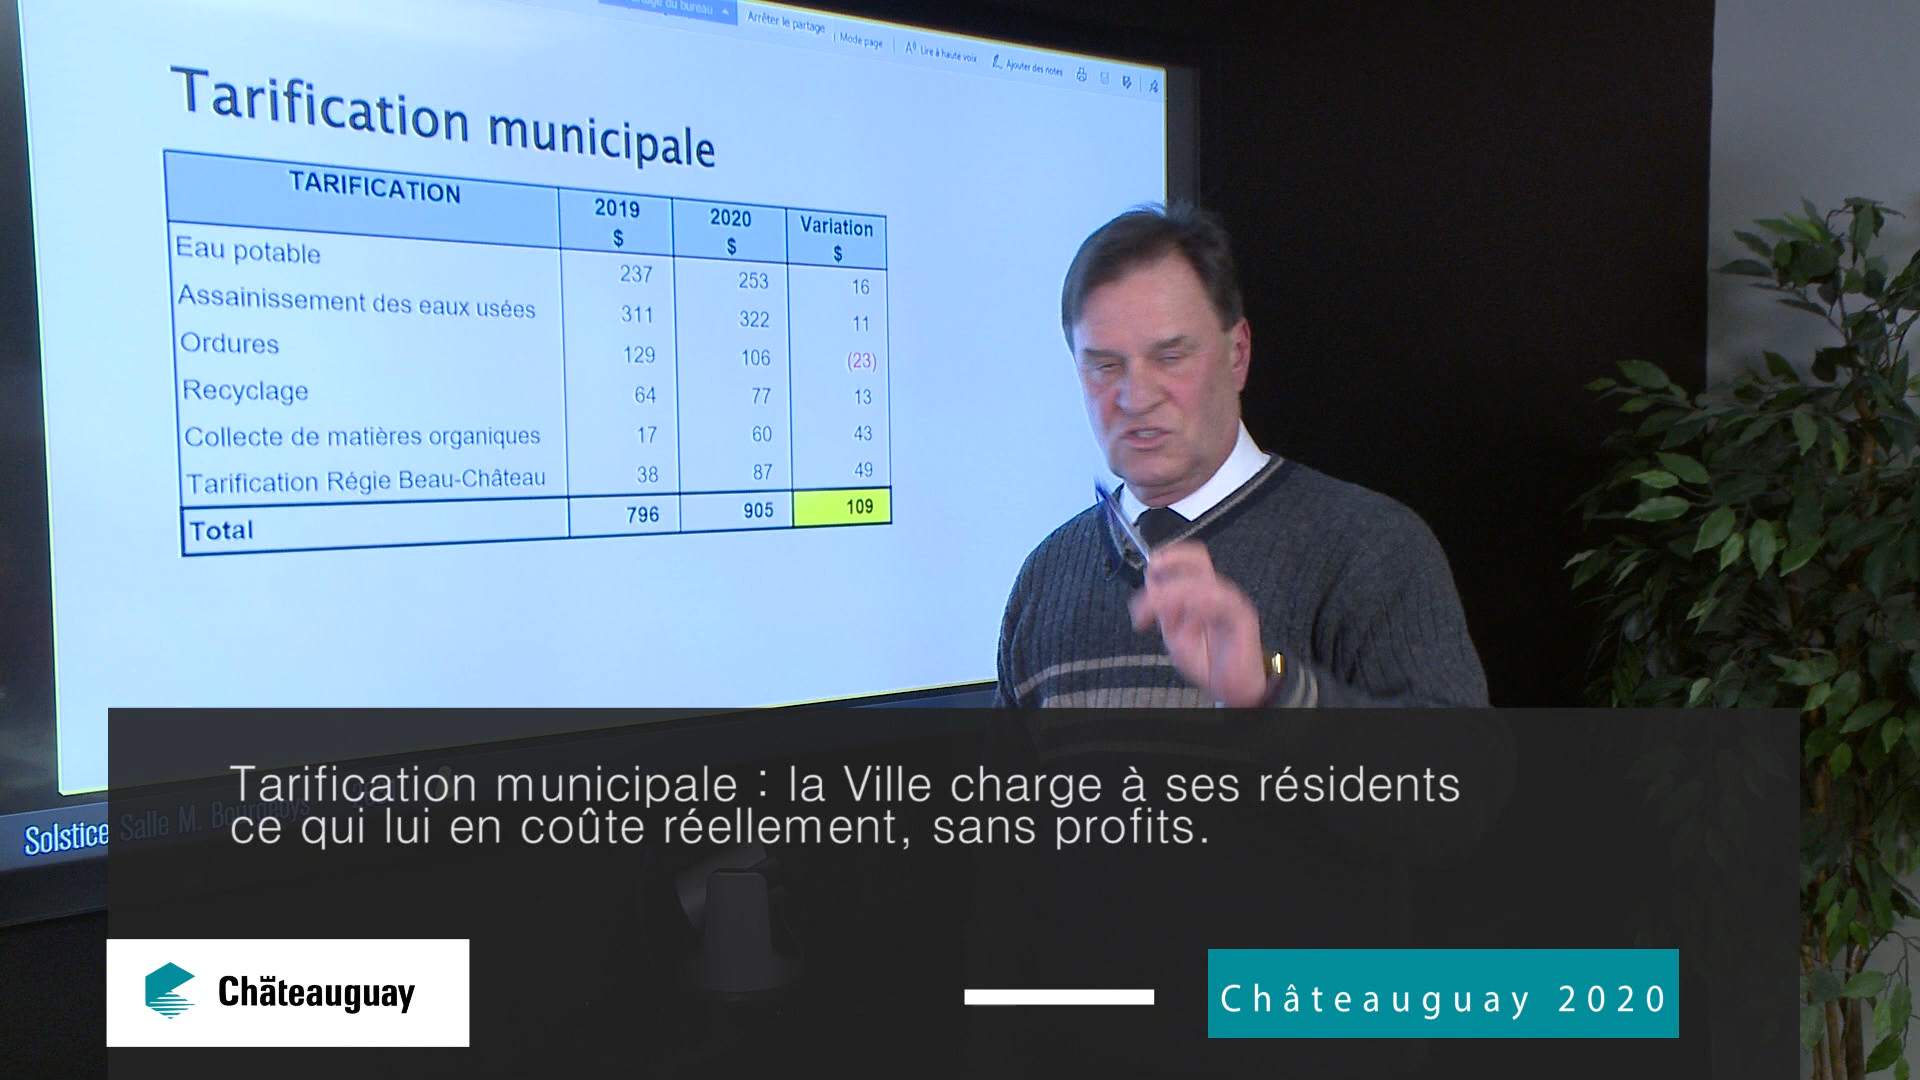 Partage du bureau
Arrêter le partage
Mode page
Lire à haute voix
Ajouter des notes
Tarification municipale
TARIFICATION 2019 $ 2020 $ Variation $
Eau potable 237 253 16
Assainissement des eaux usées 311 322 11
Ordures 129 106 (23)
Recyclage 64 77 13
Collecte de matières organiques 17 60 43
Tarification Régie Beau-Château 38 87 49
Total 796 905 109
Solstice Salle M.
Tarification municipale : la Ville charge à ses résidents
ce qui lui en coûte réellement, sans profits.
Châteauguay
Châteauguay 2020